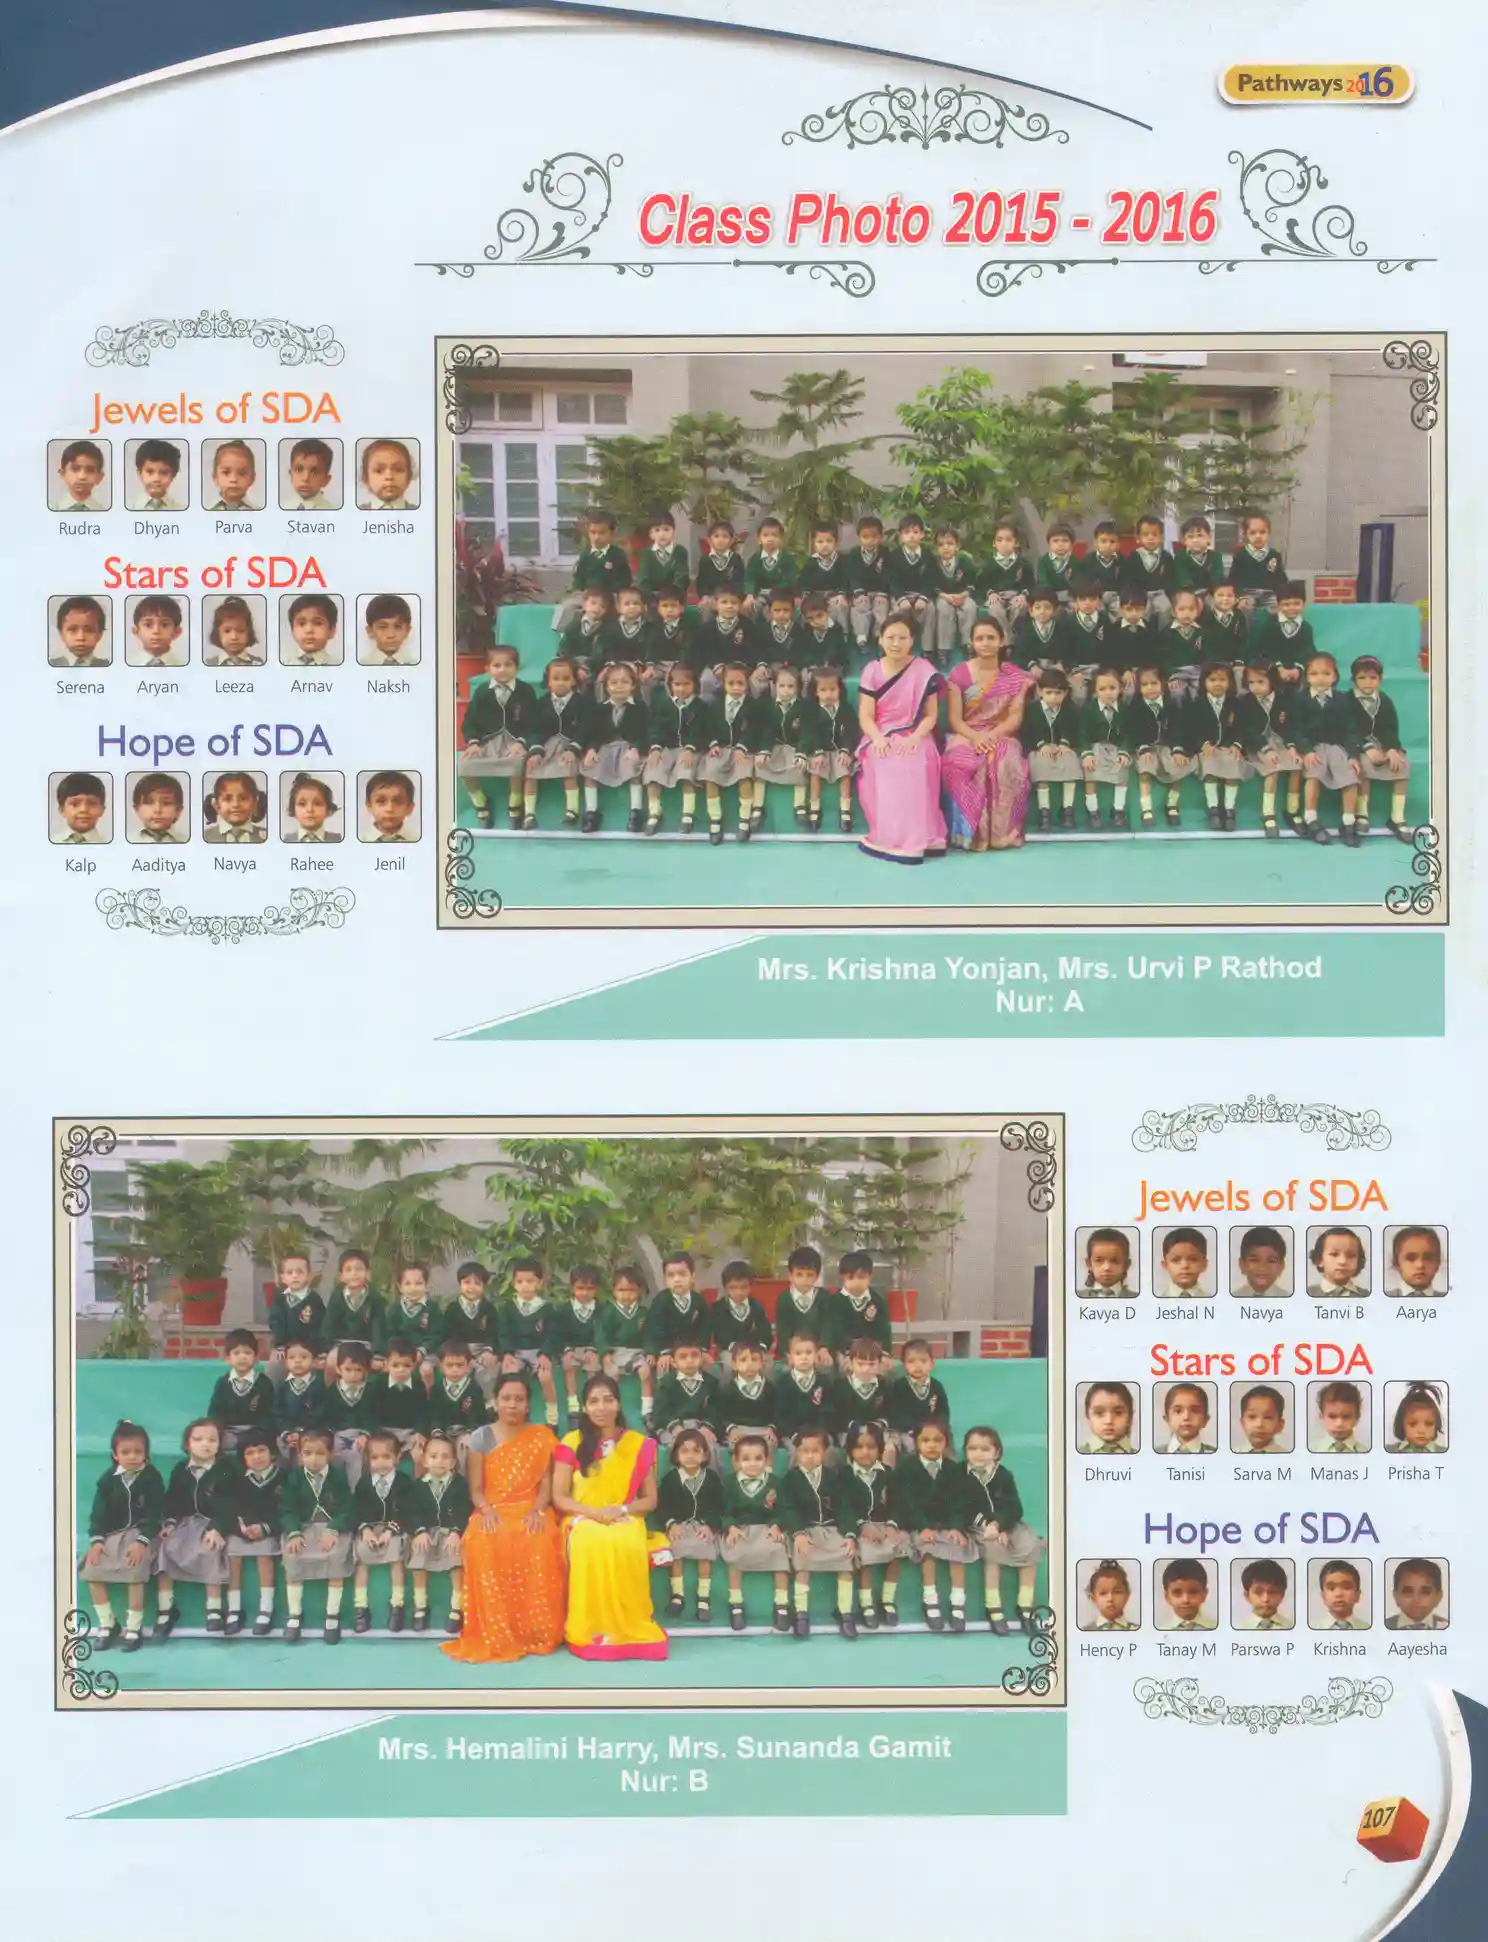 Pathways 2016
Class Photo 2015 - 2016
Jewels of SDA
Rudra Dhyan Parva Stavan Jenisha
Stars of SDA
Serena Aryan Leeza Arnav Naksh
Hope of SDA
Kalp Aaditya Navya Rahee Jenil
Mrs. Krishna Yonjan, Mrs. Urvi P Rathod
Nur: A
Jewels of SDA
Kavya D Jeshal N Navya Tanvi B Aarya
Stars of SDA
Dhruvi Tanisi Sarva M Manas J Prisha T
Hope of SDA
Hency P Tanay M Parswa P Krishna Aayesha
Mrs. Hemalini Harry, Mrs. Sunanda Gamit
Nur: B
107